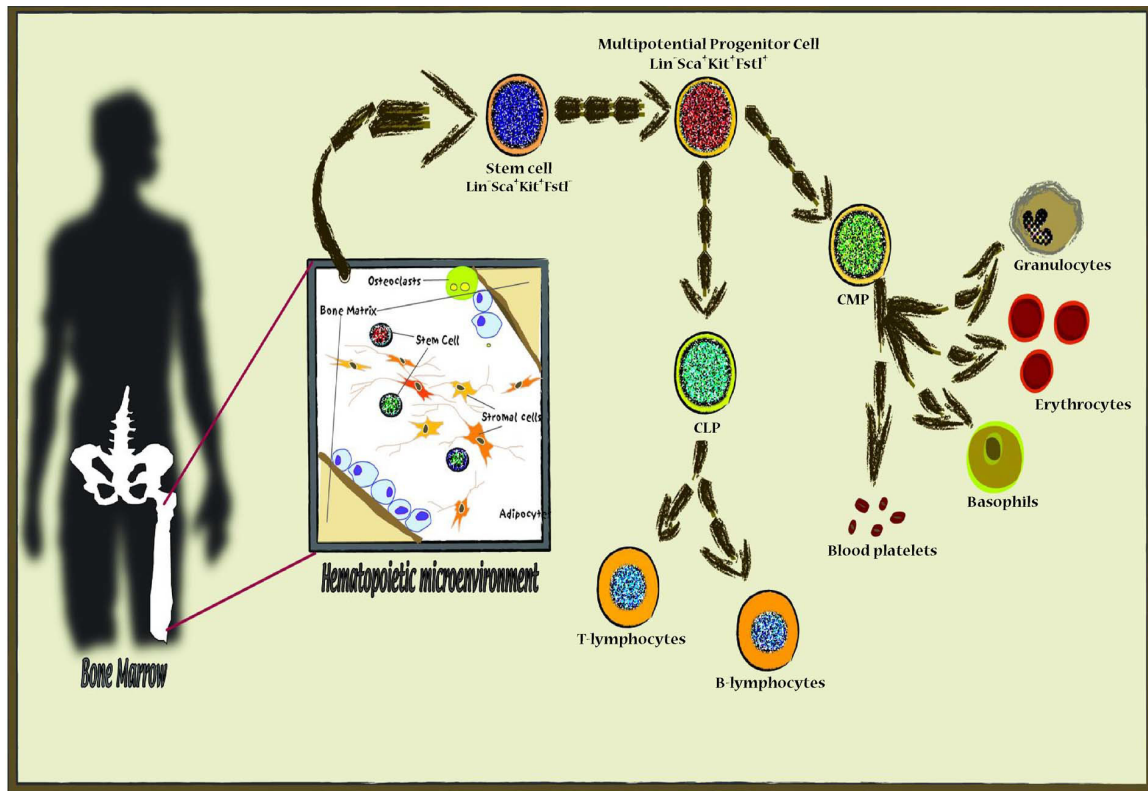 Multipotential Progenitor Cell
Lin⁻Sca⁺Kit⁺Fstl⁺
Stem cell
Lin⁻Sca⁺Kit⁺Fstl⁻
CMP
Granulocytes
Erythrocytes
Basophils
Blood platelets
CLP
T-lymphocytes
B-lymphocytes
Osteoclasts
Bone Matrix
Stem Cell
Stromal cells
Adipocyte
Hematopoietic microenvironment
Bone Marrow